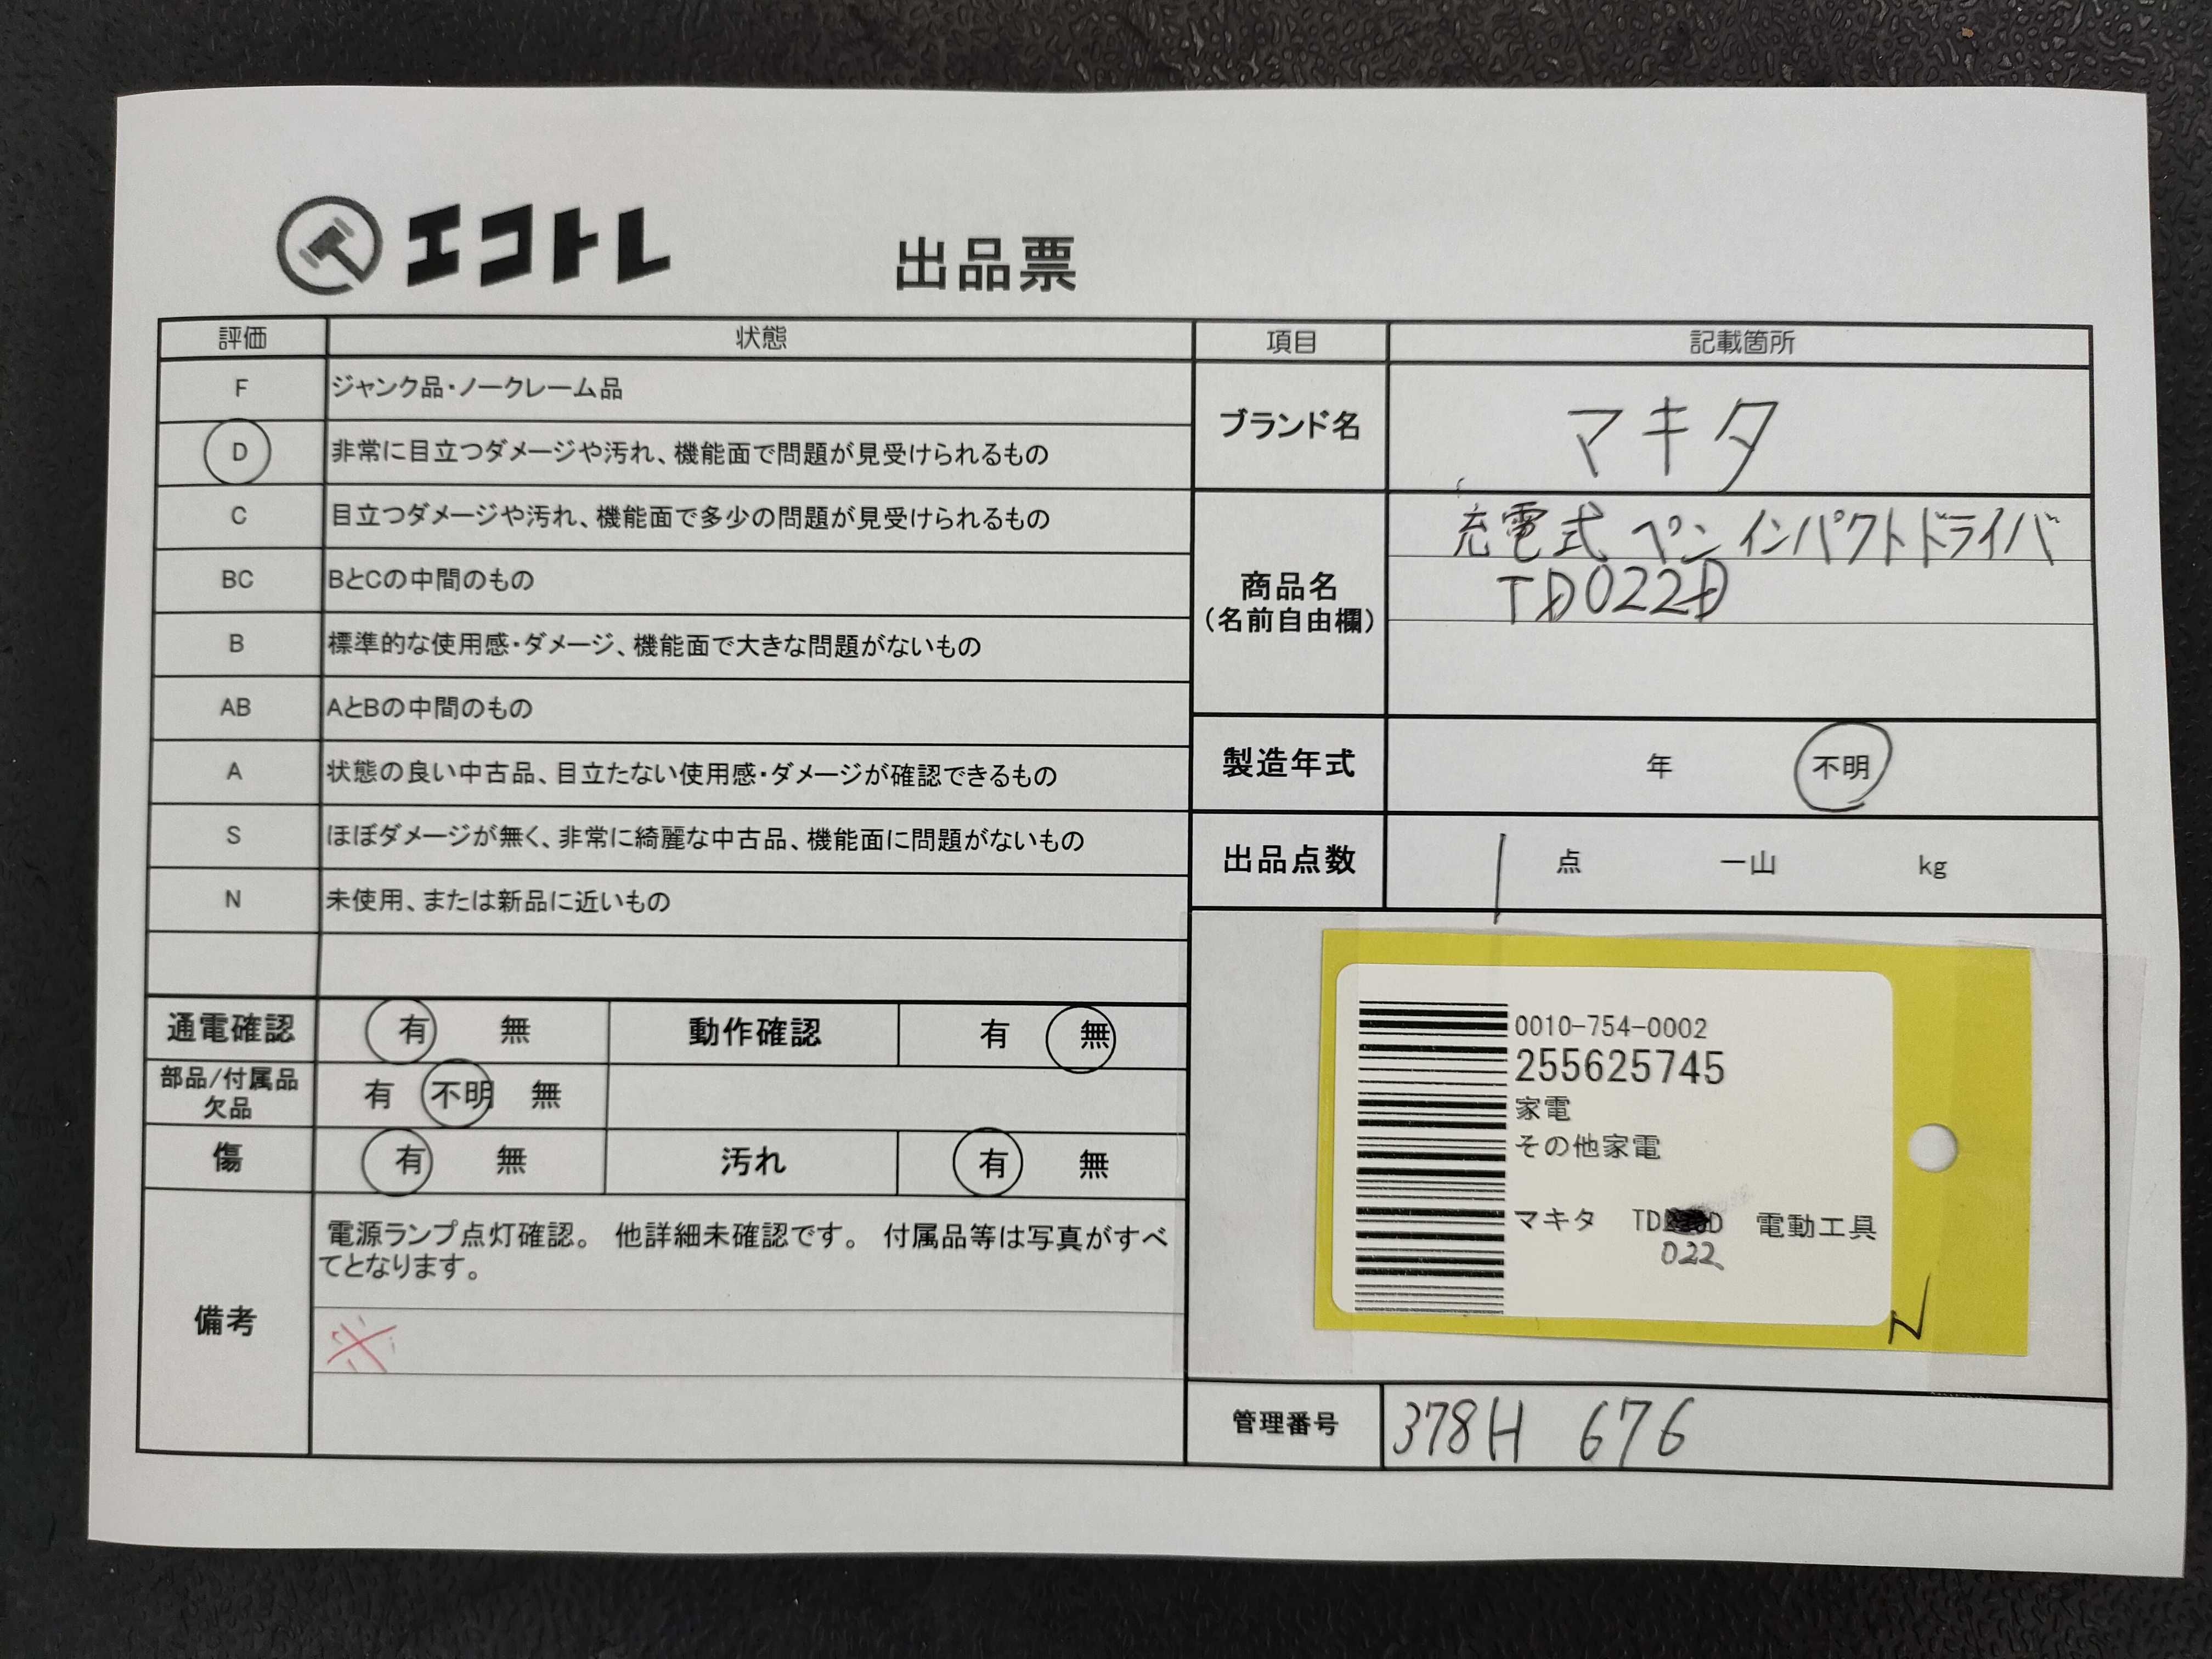 エコトレ
出品票
評価 状態
F ジャンク品・ノークレーム品
D 非常に目立つダメージや汚れ、機能面で問題が見受けられるもの
C 目立つダメージや汚れ、機能面で多少の問題が見受けられるもの
BC BとCの中間のもの
B 標準的な使用感・ダメージ、機能面で大きな問題がないもの
AB AとBの中間のもの
A 状態の良い中古品、目立たない使用感・ダメージが確認できるもの
S ほぼダメージが無く、非常に綺麗な中古品、機能面に問題がないもの
N 未使用、または新品に近いもの
通電確認 有 無 動作確認 有 無
部品/付属品
欠品
有 不明 無
傷 有 無 汚れ 有 無
備考
電源ランプ点灯確認。 他詳細未確認です。 付属品等は写真がすべ
てとなります。
※
項目 記載箇所
ブランド名 マキタ
商品名
(名前自由欄)
充電式 ペンインパクトドライバ
TD022D
製造年式 年 不明
出品点数 1 点 一山 kg
0010-754-0002
255625745
家電
その他家電
マキタ TD D 電動工具
022
N
管理番号 378H 676